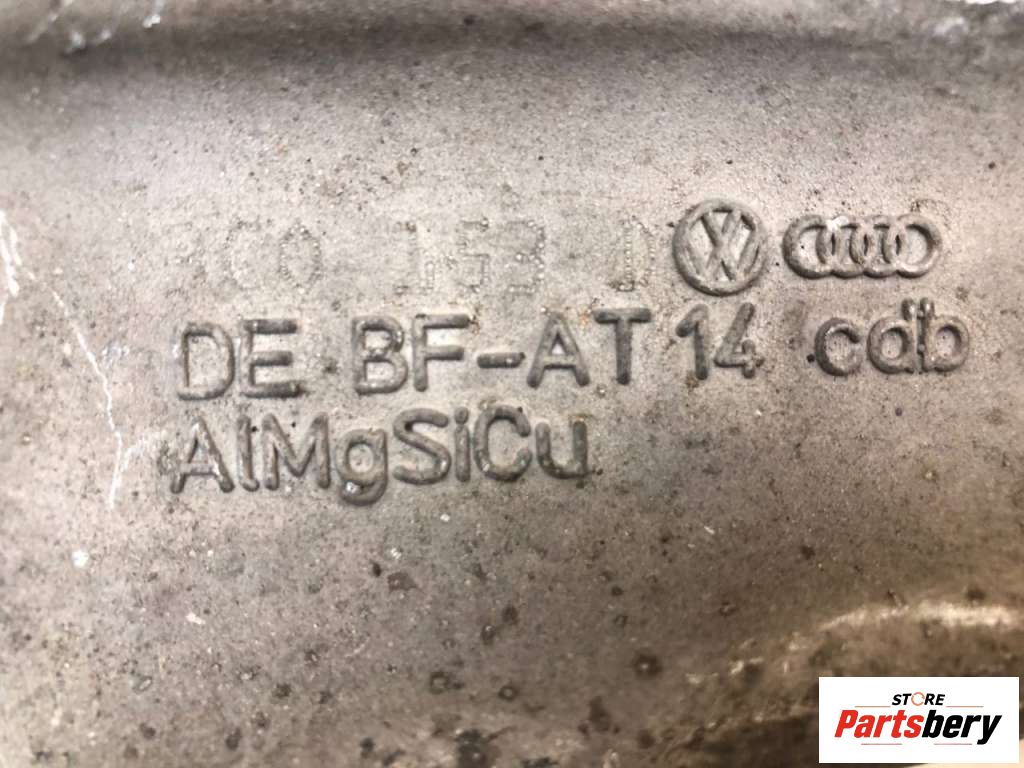 DE BF-AT 14 cdb
AlMgSiCu
STORE
Partsbery